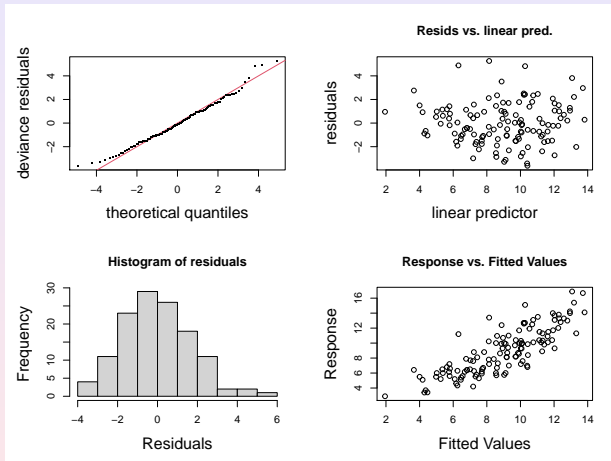 deviance residuals
−2 0 2 4
−4 −2 0 2 4
theoretical quantiles
Resids vs. linear pred.
residuals
−2 0 2 4
2 4 6 8 10 12 14
linear predictor
Histogram of residuals
Frequency
0 5 10 20 30
−4 −2 0 2 4 6
Residuals
Response vs. Fitted Values
Response
4 6 8 12 16
2 4 6 8 10 12 14
Fitted Values